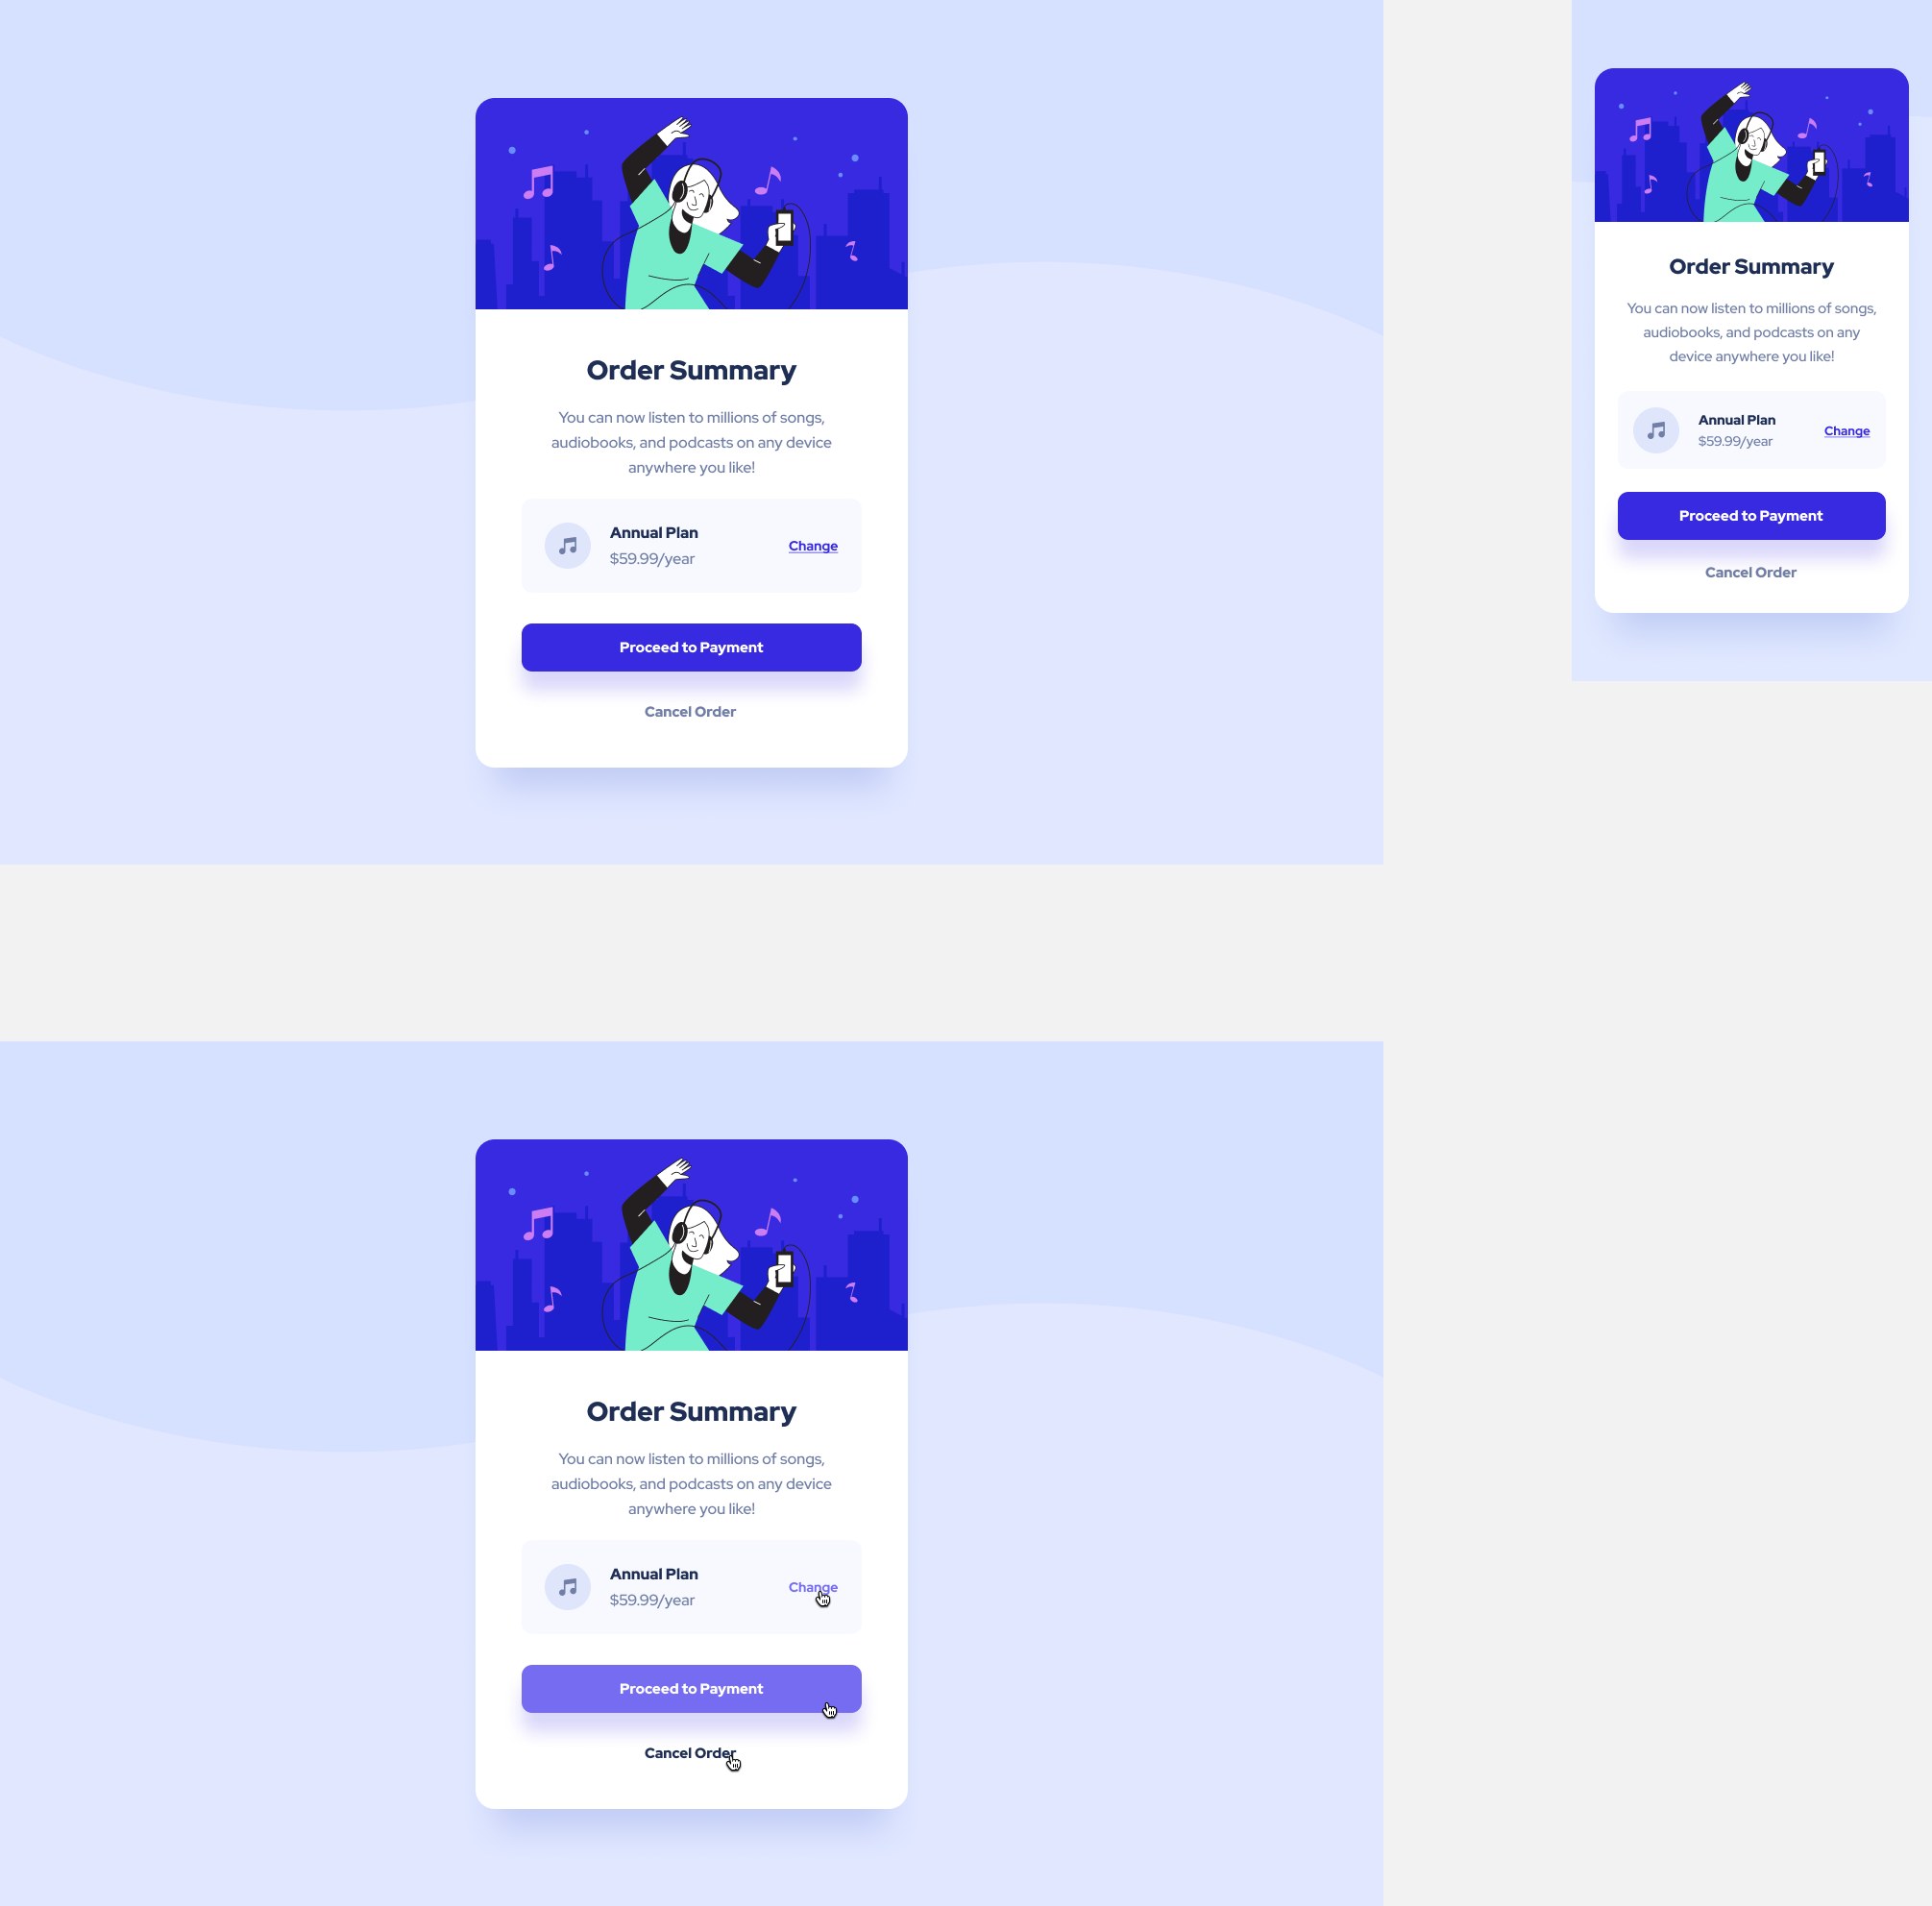 Order Summary
You can now listen to millions of songs,
audiobooks, and podcasts on any device
anywhere you like!
Annual Plan
$59.99/year
Change
Proceed to Payment
Cancel Order
Order Summary
You can now listen to millions of songs,
audiobooks, and podcasts on any
device anywhere you like!
Annual Plan
$59.99/year
Change
Proceed to Payment
Cancel Order
Order Summary
You can now listen to millions of songs,
audiobooks, and podcasts on any device
anywhere you like!
Annual Plan
$59.99/year
Change
Proceed to Payment
Cancel Order